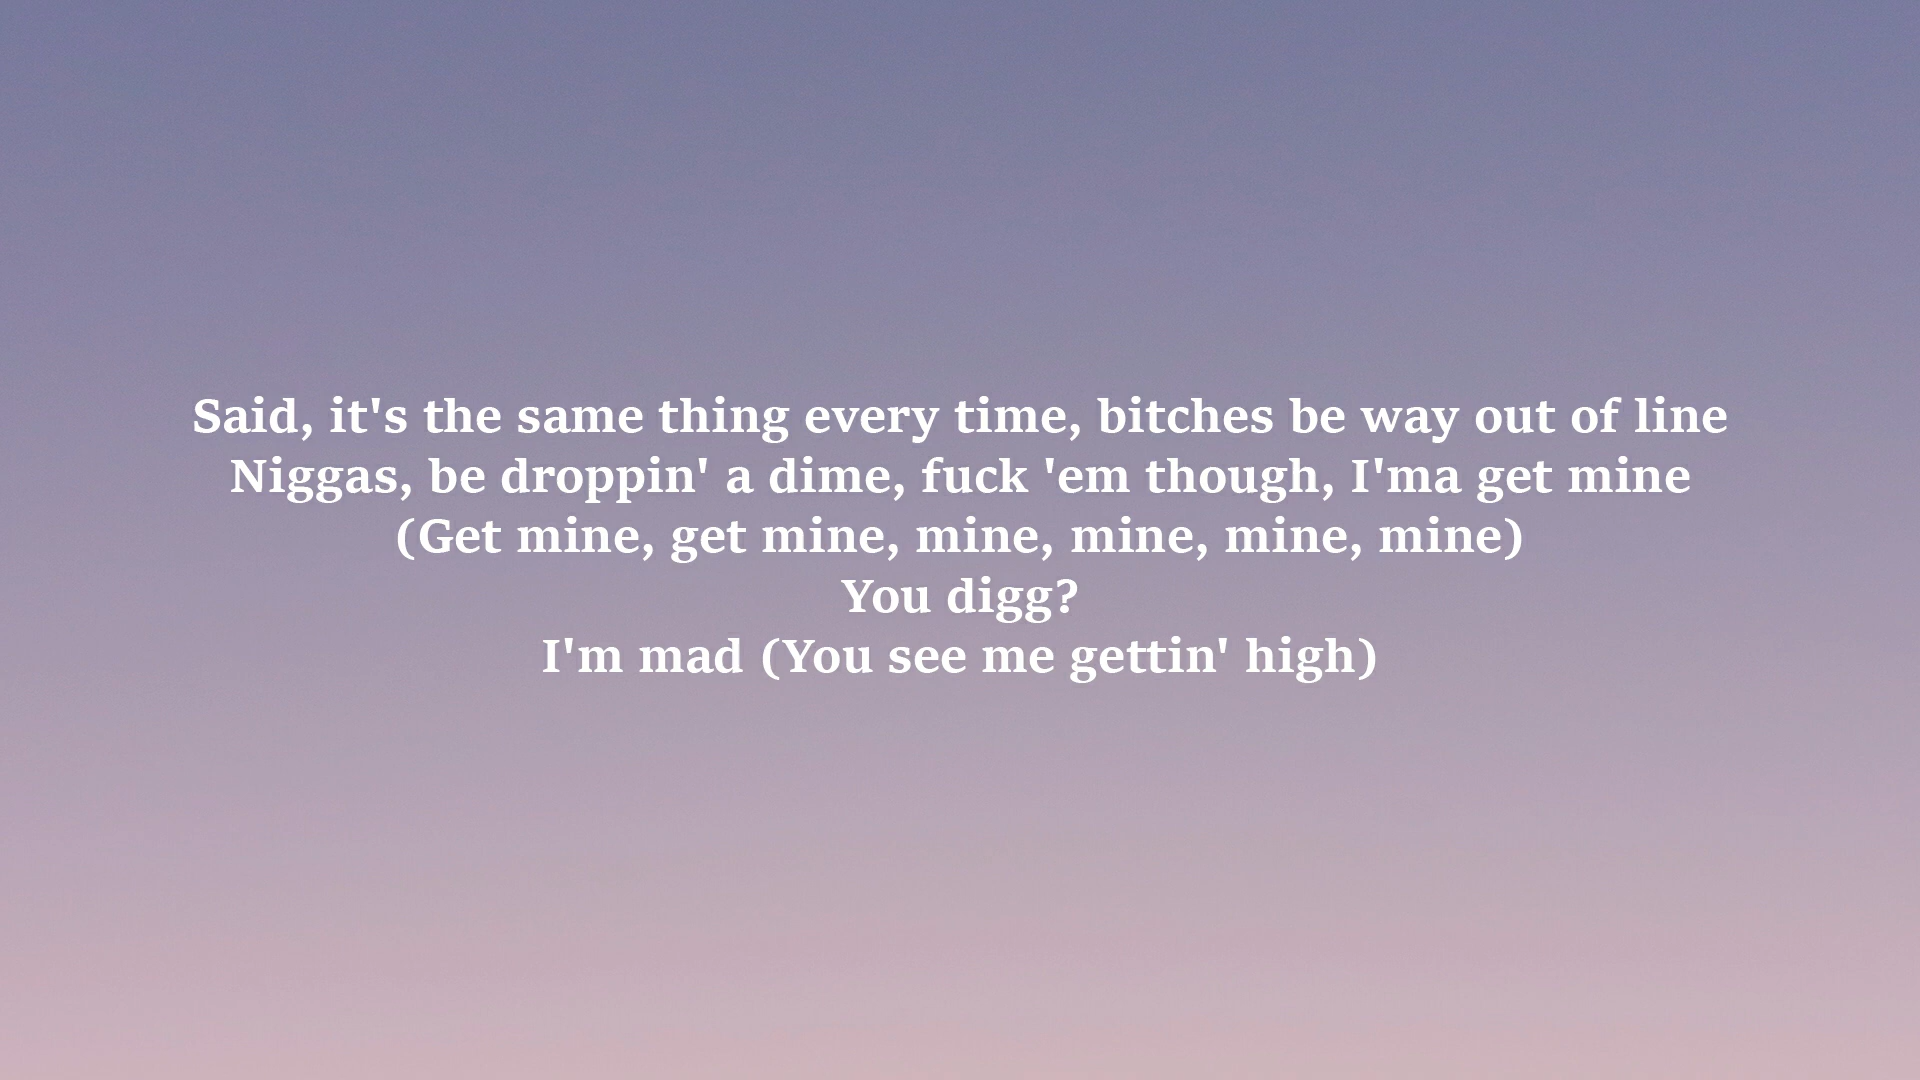 Said, it's the same thing every time, bitches be way out of line
Niggas, be droppin' a dime, fuck 'em though, I'ma get mine
(Get mine, get mine, mine, mine, mine, mine)
You digg?
I'm mad (You see me gettin' high)